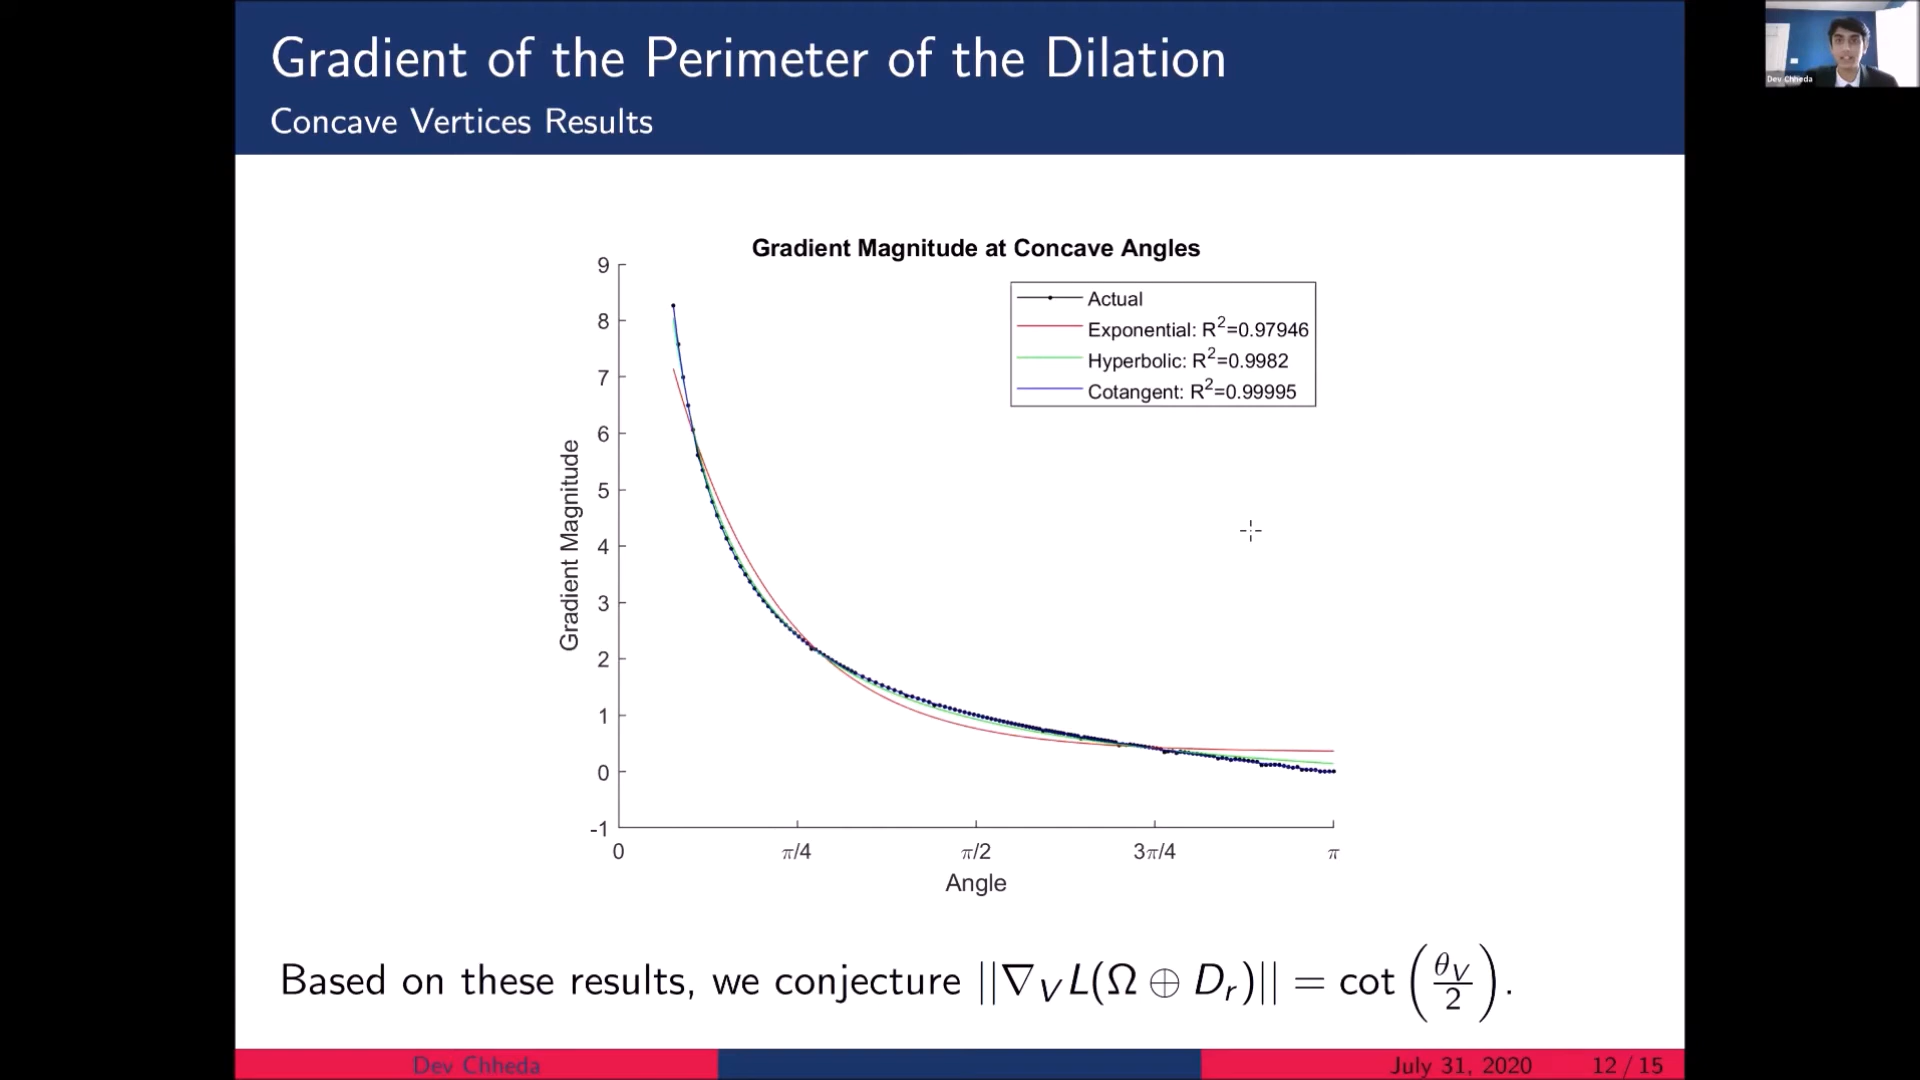 Gradient of the Perimeter of the Dilation
Concave Vertices Results
Dev Chheda
Gradient Magnitude at Concave Angles
Actual
Exponential: R²=0.97946
Hyperbolic: R²=0.9982
Cotangent: R²=0.99995
Gradient Magnitude
9
8
7
6
5
4
3
2
1
0
-1
0 π/4 π/2 3π/4 π
Angle
Based on these results, we conjecture ||∇_V L(Ω ⊕ D_r)|| = cot(θ_V/2).
Dev Chheda July 31, 2020 12 / 15